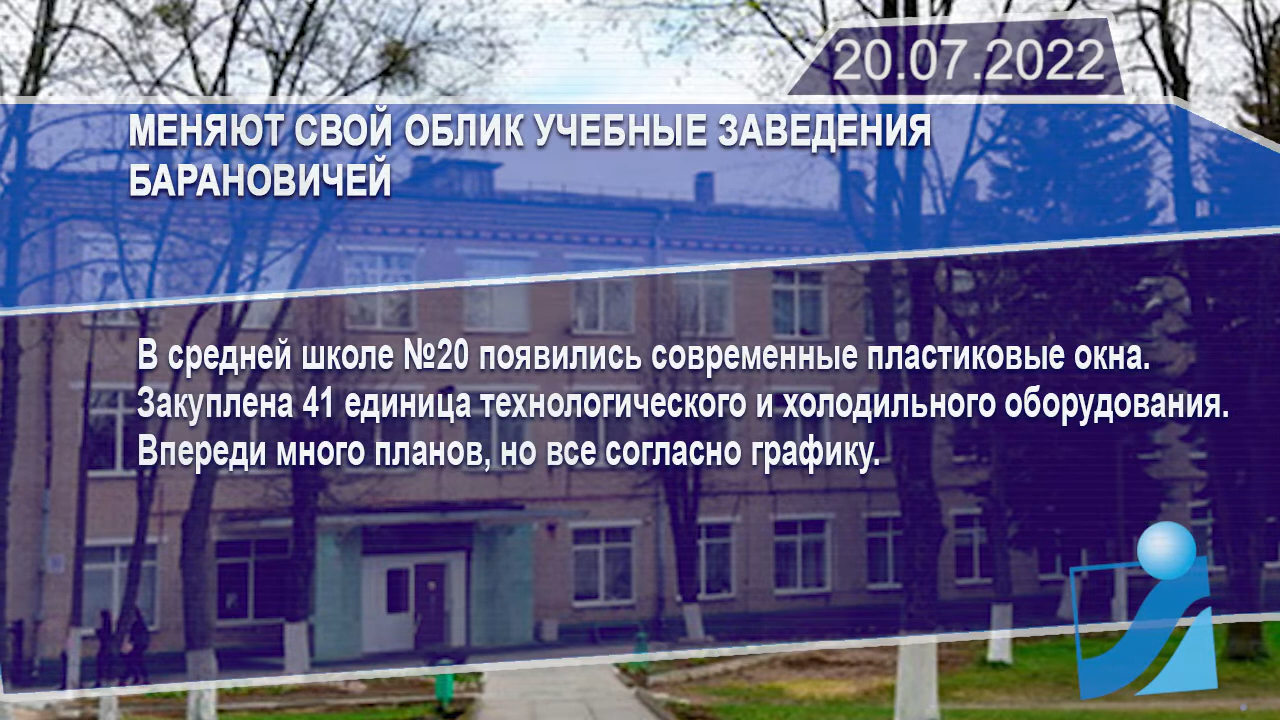 20.07.2022
МЕНЯЮТ СВОЙ ОБЛИК УЧЕБНЫЕ ЗАВЕДЕНИЯ
БАРАНОВИЧЕЙ
В средней школе №20 появились современные пластиковые окна.
Закуплена 41 единица технологического и холодильного оборудования.
Впереди много планов, но все согласно графику.